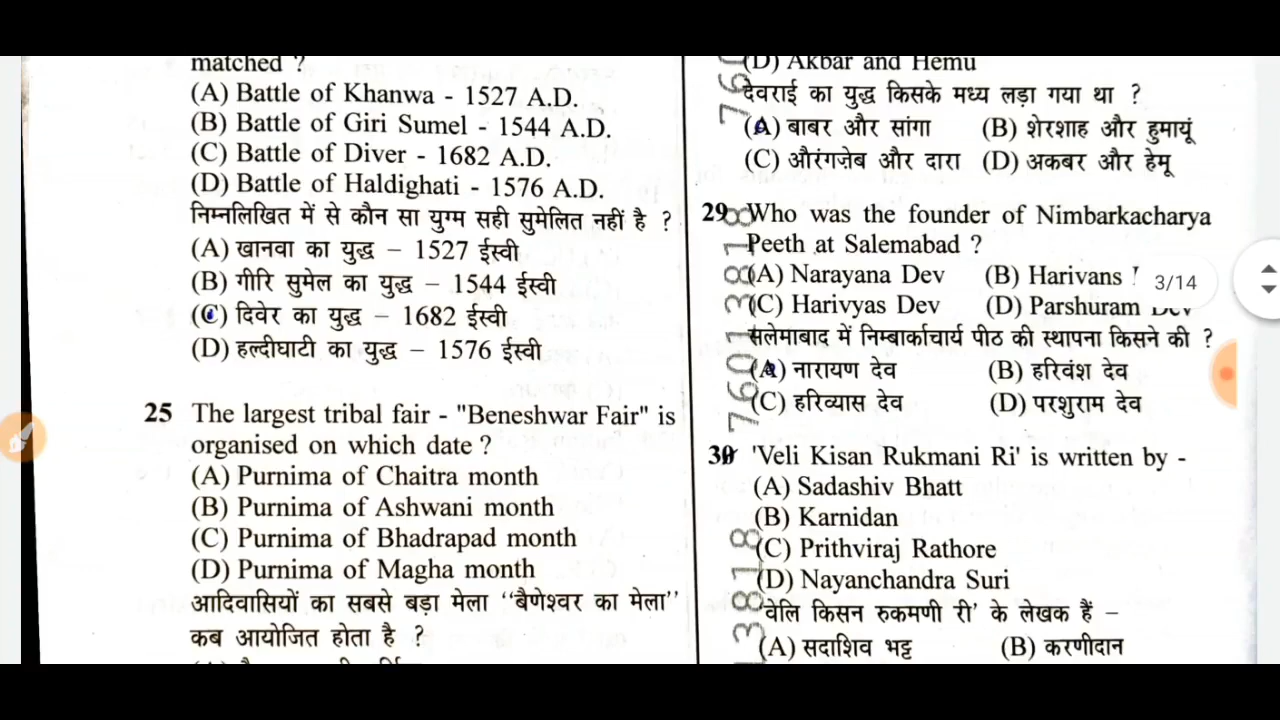 matched ?
(A) Battle of Khanwa - 1527 A.D.
(B) Battle of Giri Sumel - 1544 A.D.
(C) Battle of Diver - 1682 A.D.
(D) Battle of Haldighati - 1576 A.D.
निम्नलिखित में से कौन सा युग्म सही सुमेलित नहीं है ?
(A) खानवा का युद्ध – 1527 ईस्वी
(B) गीरि सुमेल का युद्ध – 1544 ईस्वी
(C) दिवेर का युद्ध – 1682 ईस्वी
(D) हल्दीघाटी का युद्ध – 1576 ईस्वी
25 The largest tribal fair - "Beneshwar Fair" is
organised on which date ?
(A) Purnima of Chaitra month
(B) Purnima of Ashwani month
(C) Purnima of Bhadrapad month
(D) Purnima of Magha month
आदिवासियों का सबसे बड़ा मेला ‘‘बैणेश्वर का मेला’’
कब आयोजित होता है ?
(D) Akbar and Hemu
देवराई का युद्ध किसके मध्य लड़ा गया था ?
(A) बाबर और सांगा (B) शेरशाह और हुमायूं
(C) औरंगजेब और दारा (D) अकबर और हेमू
29 Who was the founder of Nimbarkacharya
Peeth at Salemabad ?
(A) Narayana Dev (B) Harivans
(C) Harivyas Dev (D) Parshuram Dev
सलेमाबाद में निम्बार्काचार्य पीठ की स्थापना किसने की ?
(A) नारायण देव (B) हरिवंश देव
(C) हरिव्यास देव (D) परशुराम देव
30 'Veli Kisan Rukmani Ri' is written by -
(A) Sadashiv Bhatt
(B) Karnidan
(C) Prithviraj Rathore
(D) Nayanchandra Suri
'वेलि किसन रुकमणी री' के लेखक हैं –
(A) सदाशिव भट्ट (B) करणीदान
3/14
760
76013818
13818